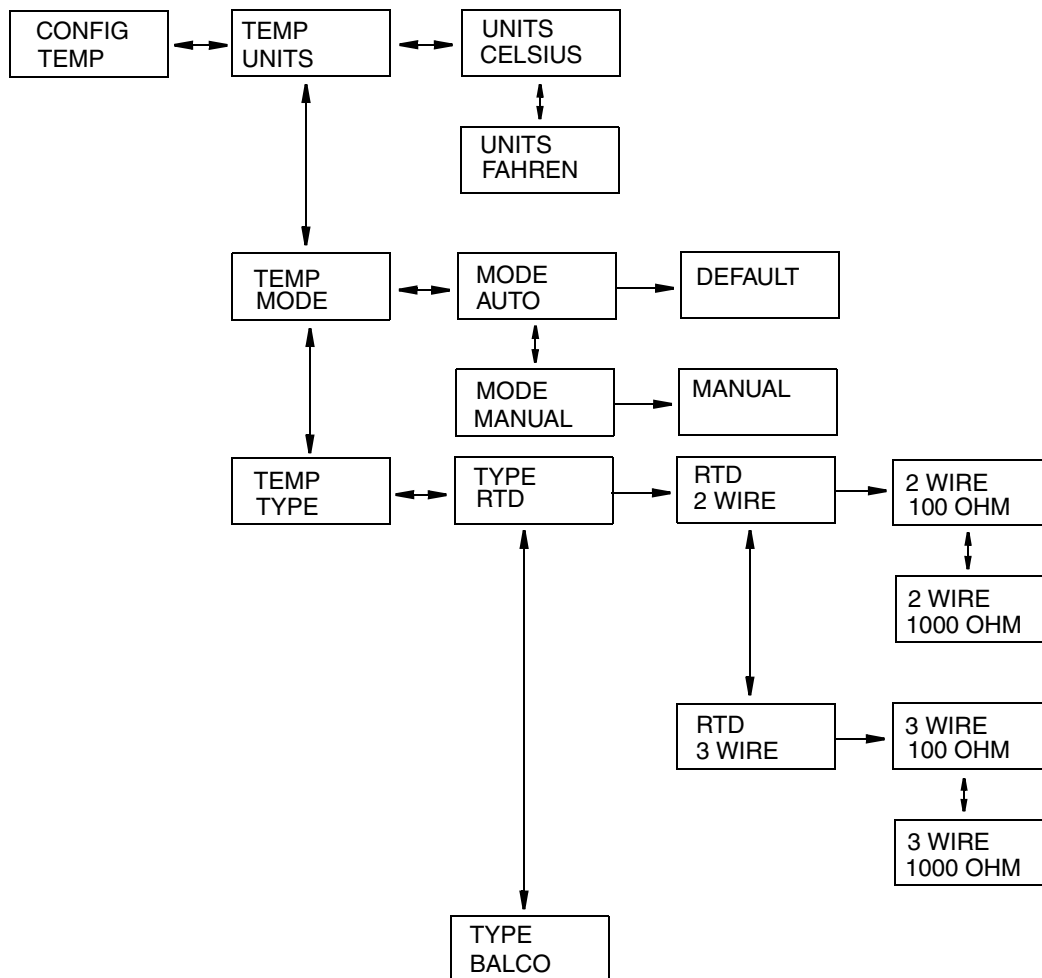 CONFIG
TEMP
TEMP
UNITS
UNITS
CELSIUS
UNITS
FAHREN
TEMP
MODE
MODE
AUTO
DEFAULT
MODE
MANUAL
MANUAL
TEMP
TYPE
TYPE
RTD
RTD
2 WIRE
2 WIRE
100 OHM
2 WIRE
1000 OHM
RTD
3 WIRE
3 WIRE
100 OHM
3 WIRE
1000 OHM
TYPE
BALCO